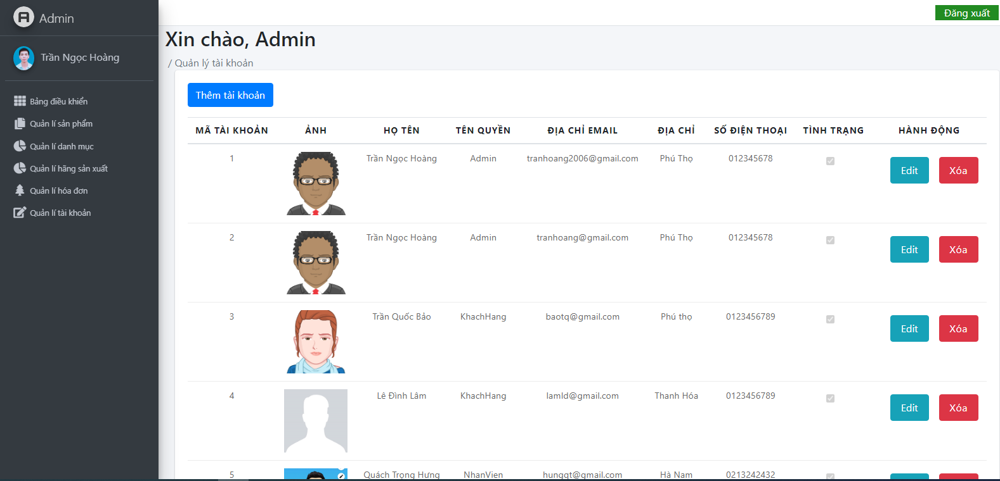 Admin
Đăng xuất
Trần Ngọc Hoàng
Bảng điều khiển
Quản lí sản phẩm
Quản lí danh mục
Quản lí hãng sản xuất
Quản lí hóa đơn
Quản lí tài khoản
Xin chào, Admin
/ Quản lý tài khoản
Thêm tài khoản
MÃ TÀI KHOẢN ẢNH HỌ TÊN TÊN QUYỀN ĐỊA CHỈ EMAIL ĐỊA CHỈ SỐ ĐIỆN THOẠI TÌNH TRẠNG HÀNH ĐỘNG
1 Trần Ngọc Hoàng Admin tranhoang2006@gmail.com Phú Thọ 012345678 Edit Xóa
2 Trần Ngọc Hoàng Admin tranhoang@gmail.com Phú Thọ 012345678 Edit Xóa
3 Trần Quốc Bảo KhachHang baotq@gmail.com Phú thọ 0123456789 Edit Xóa
4 Lê Đình Lâm KhachHang lamld@gmail.com Thanh Hóa 0123456789 Edit Xóa
5 Quách Trọng Hưng NhanVien hungqt@gmail.com Hà Nam 0213242432